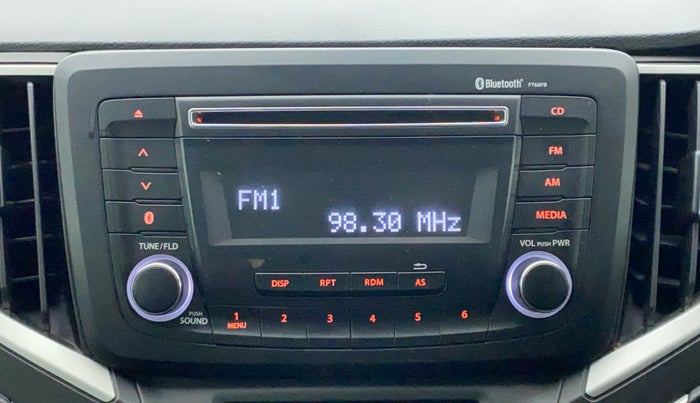 Bluetooth® FT68PB
CD
FM
AM
MEDIA
FM1
98.30 MHz
TUNE/FLD
VOL PUSH PWR
DISP RPT RDM AS
PUSH
SOUND
1 2 3 4 5 6
MENU